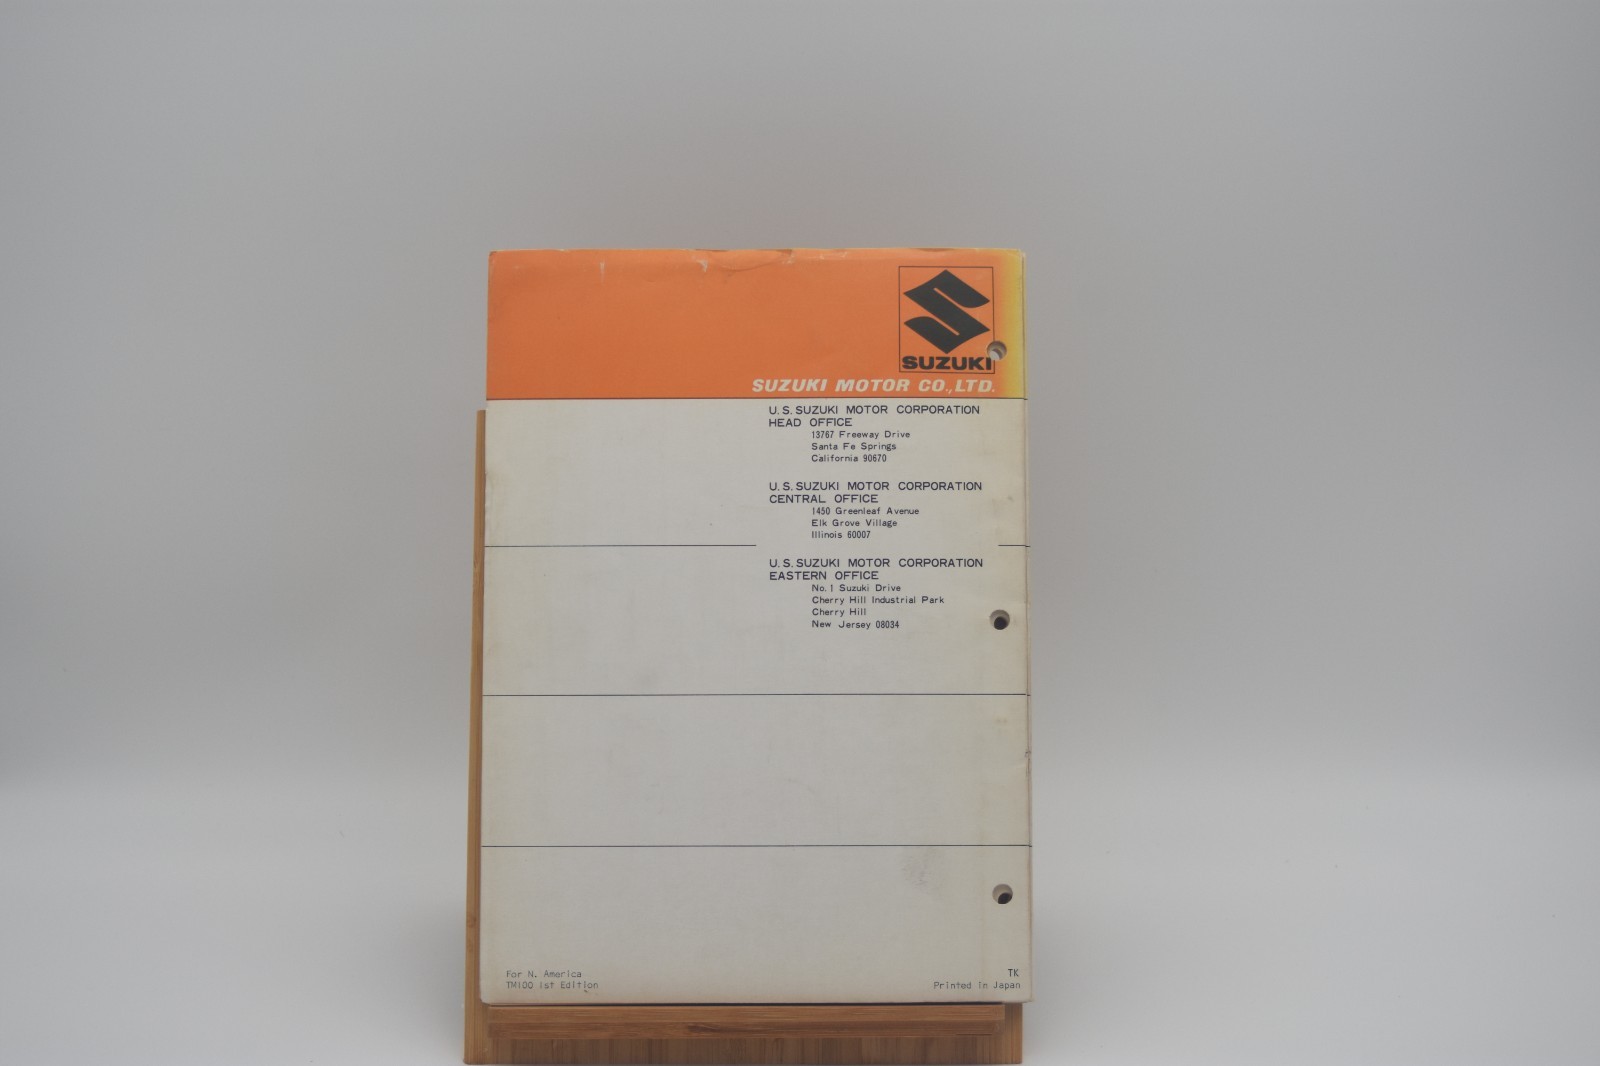 SUZUKI
SUZUKI MOTOR CO.,LTD.
U.S. SUZUKI MOTOR CORPORATION
HEAD OFFICE
13767 Freeway Drive
Santa Fe Springs
California 90670
U.S. SUZUKI MOTOR CORPORATION
CENTRAL OFFICE
1450 Greenleaf Avenue
Elk Grove Village
Illinois 60007
U.S. SUZUKI MOTOR CORPORATION
EASTERN OFFICE
No.1 Suzuki Drive
Cherry Hill Industrial Park
Cherry Hill
New Jersey 08034
For N. America
TM100 1st Edition
TK
Printed in Japan